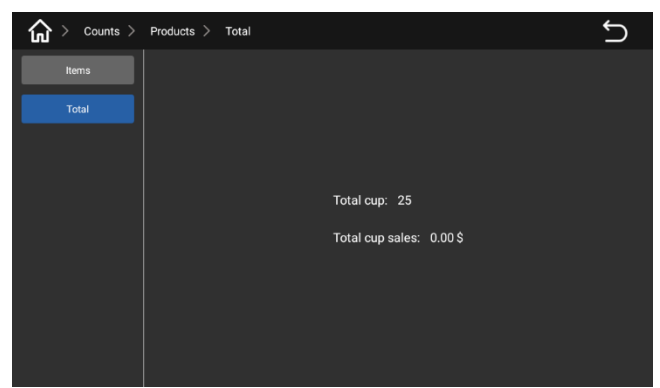 > Counts > Products > Total
Items
Total
Total cup: 25
Total cup sales: 0.00 $